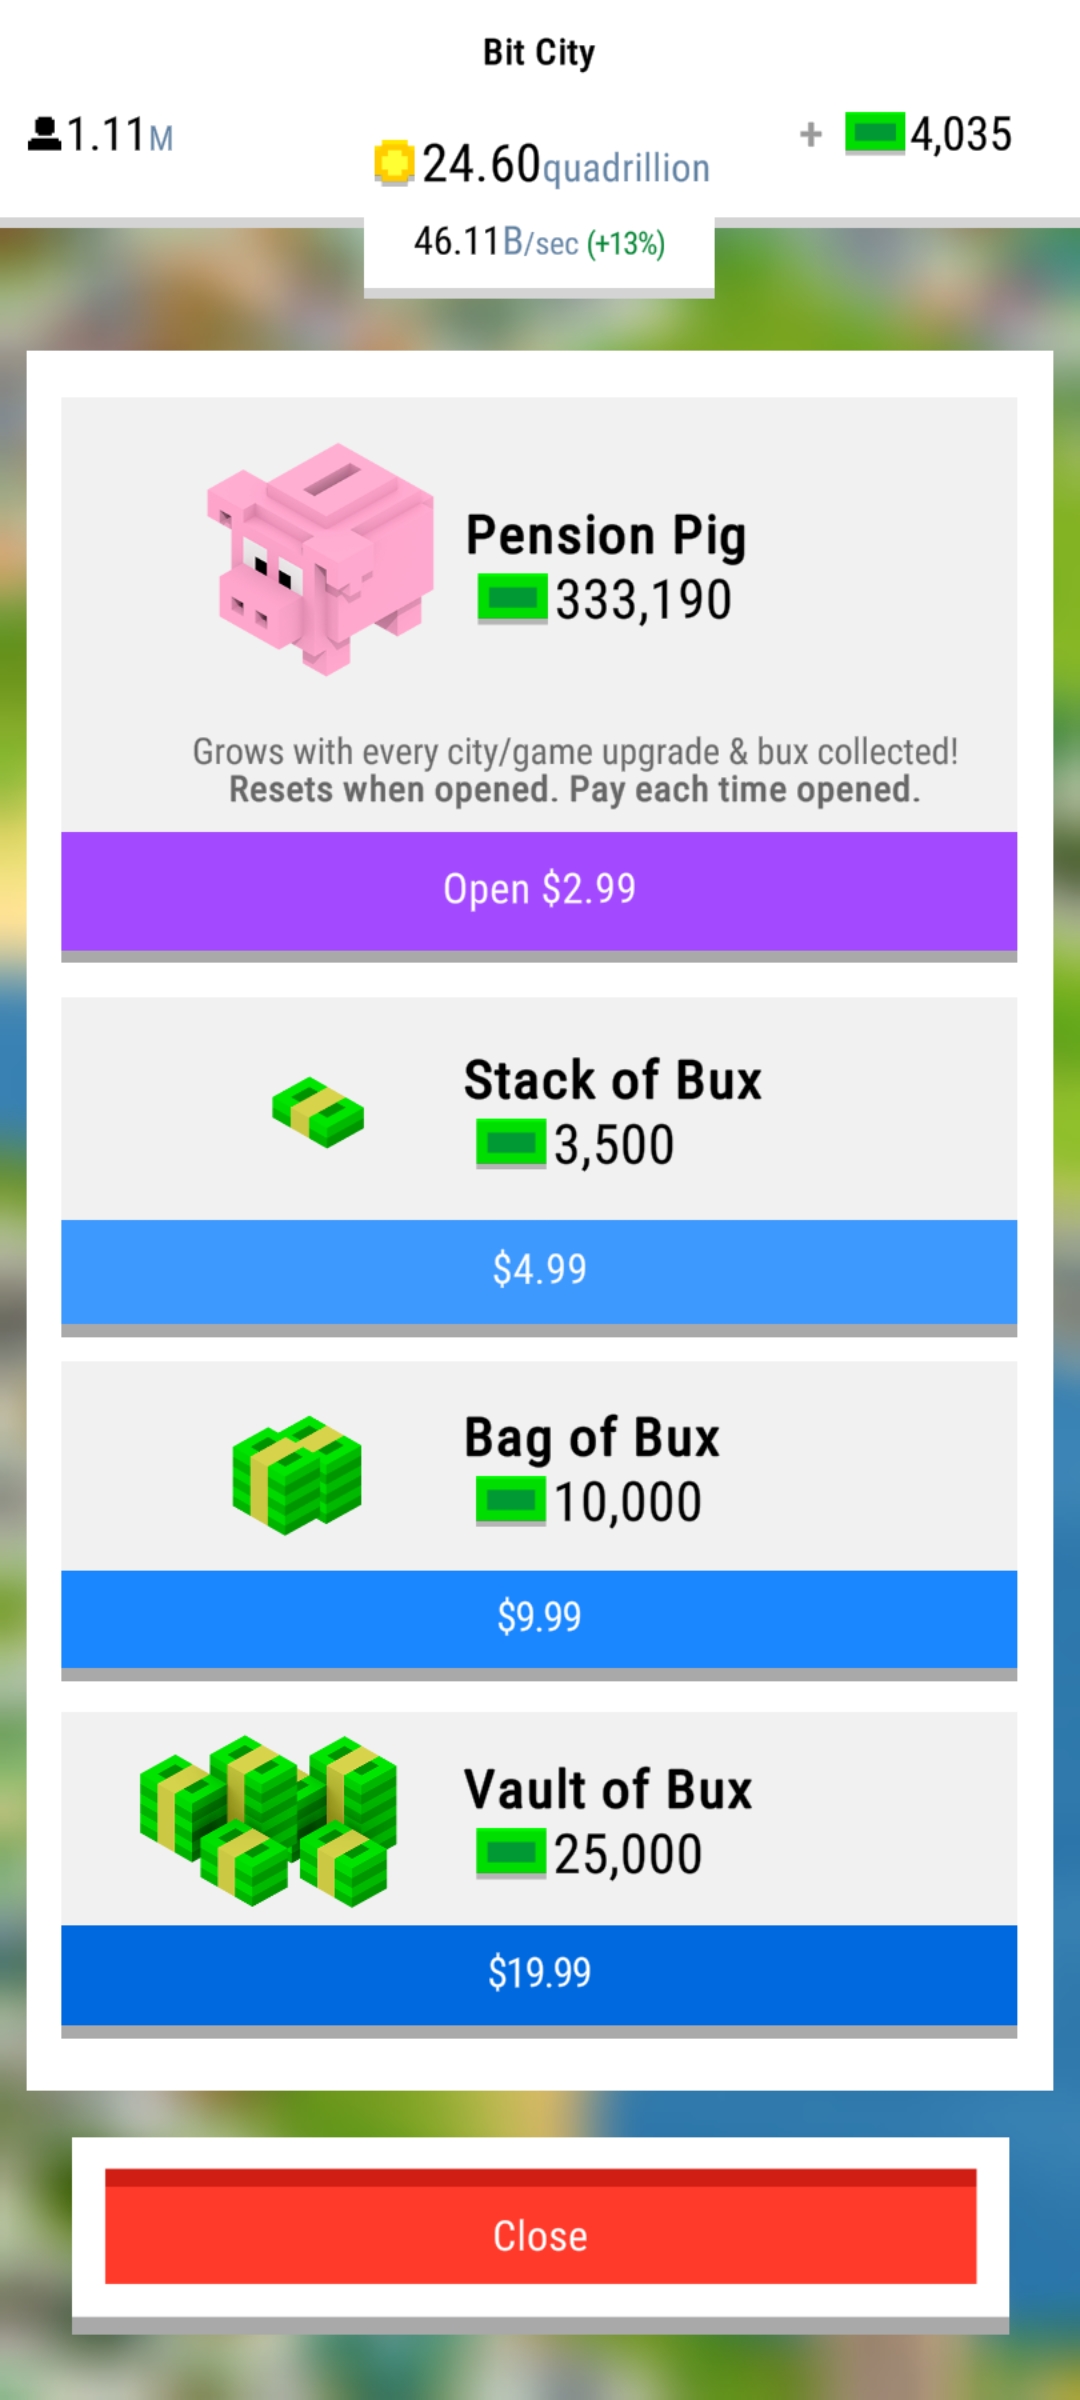 Bit City
1.11M
24.60quadrillion
+ 4,035
46.11B/sec (+13%)
Pension Pig
333,190
Grows with every city/game upgrade & bux collected!
Resets when opened. Pay each time opened.
Open $2.99
Stack of Bux
3,500
$4.99
Bag of Bux
10,000
$9.99
Vault of Bux
25,000
$19.99
Close